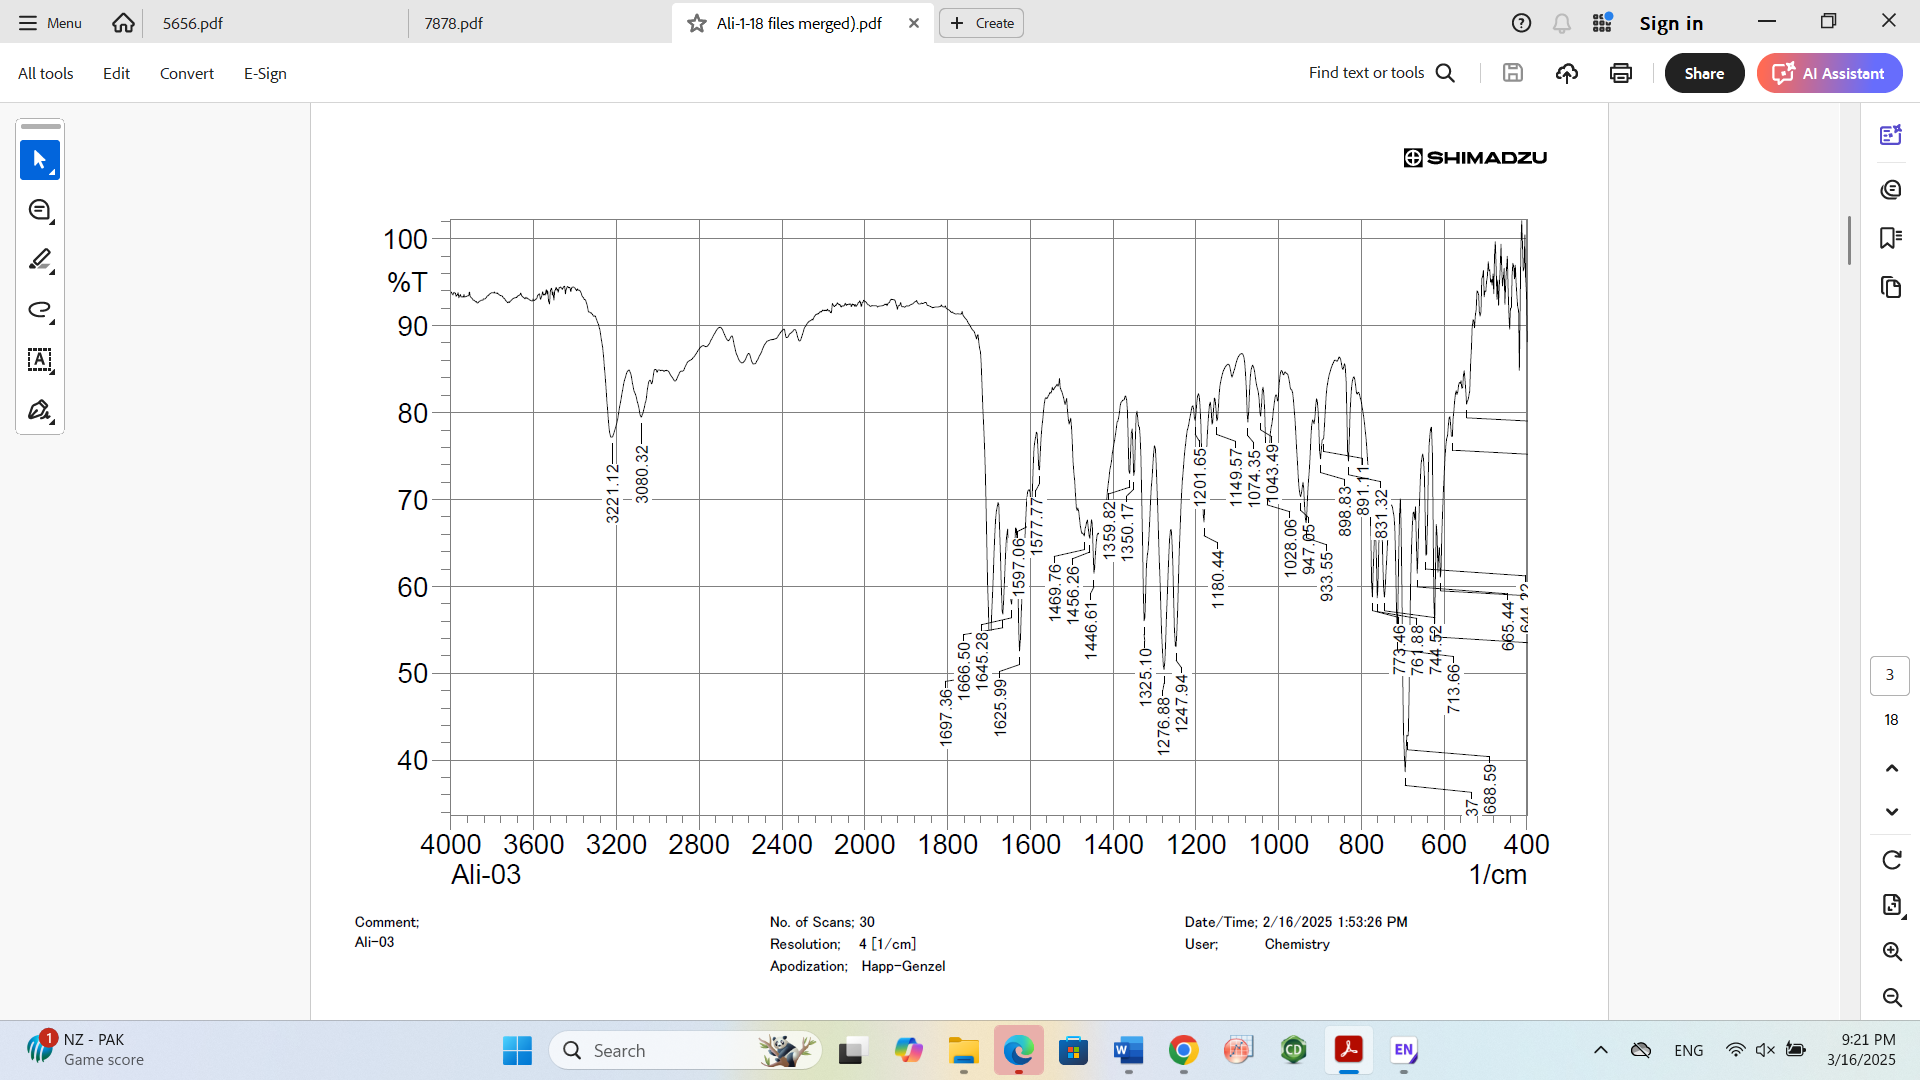 Menu
5656.pdf
7878.pdf
Ali-1-18 files merged).pdf
Create
Sign in
All tools
Edit
Convert
E-Sign
Find text or tools
Share
AI Assistant
SHIMADZU
100
%T
90
80
70
60
50
40
3221.12
3080.32
1697.36
1666.50
1645.28
1625.99
1597.06
1577.77
1469.76
1456.26
1446.61
1359.82
1350.17
1325.10
1276.88
1247.94
1201.65
1180.44
1149.57
1074.35
1043.49
1028.06
947.05
933.55
898.83
891.11
831.32
773.46
761.88
744.52
713.66
688.59
37
665.44
644.22
4000 3600 3200 2800 2400 2000 1800 1600 1400 1200 1000 800 600 400
Ali-03
1/cm
Comment;
Ali-03
No. of Scans; 30
Resolution; 4 [1/cm]
Apodization; Happ-Genzel
Date/Time; 2/16/2025 1:53:26 PM
User; Chemistry
3
18
1
NZ - PAK
Game score
Search
CD
EN
ENG
9:21 PM
3/16/2025